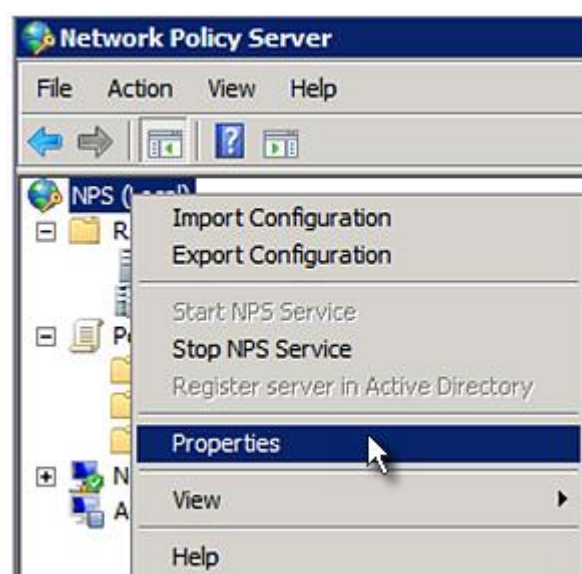 Network Policy Server
File Action View Help
NPS (Local)
Import Configuration
Export Configuration
Start NPS Service
Stop NPS Service
Register server in Active Directory
Properties
View
Help